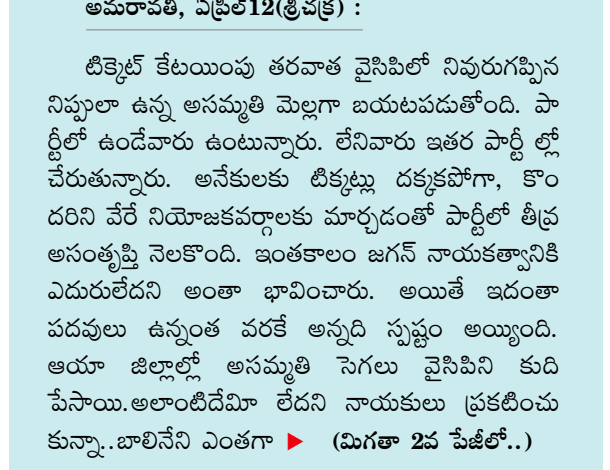 అమరావతి, ఏప్రిల్12(శ్రీచక్ర) :
టిక్కెట్ కేటయింపు తరవాత వైసిపిలో నివురుగప్పిన
నిప్పులా ఉన్న అసమ్మతి మెల్లగా బయటపడుతోంది. పా
ర్టీలో ఉండేవారు ఉంటున్నారు. లేనివారు ఇతర పార్టీ ల్లో
చేరుతున్నారు. అనేకులకు టిక్కట్లు దక్కకపోగా, కొం
దరిని వేరే నియోజకవర్గాలకు మార్చడంతో పార్టీలో తీవ్ర
అసంతృప్తి నెలకొంది. ఇంతకాలం జగన్ నాయకత్వానికి
ఎదురులేదని అంతా భావించారు. అయితే ఇదంతా
పదవులు ఉన్నంత వరకే అన్నది స్పష్టం అయ్యింది.
ఆయా జిల్లాల్లో అసమ్మతి సెగలు వైసిపిని కుది
పేసాయి.అలాంటిదేమీ లేదని నాయకులు ప్రకటించు
కున్నా..బాలినేని ఎంతగా ▶ (మిగతా 2వ పేజీలో..)